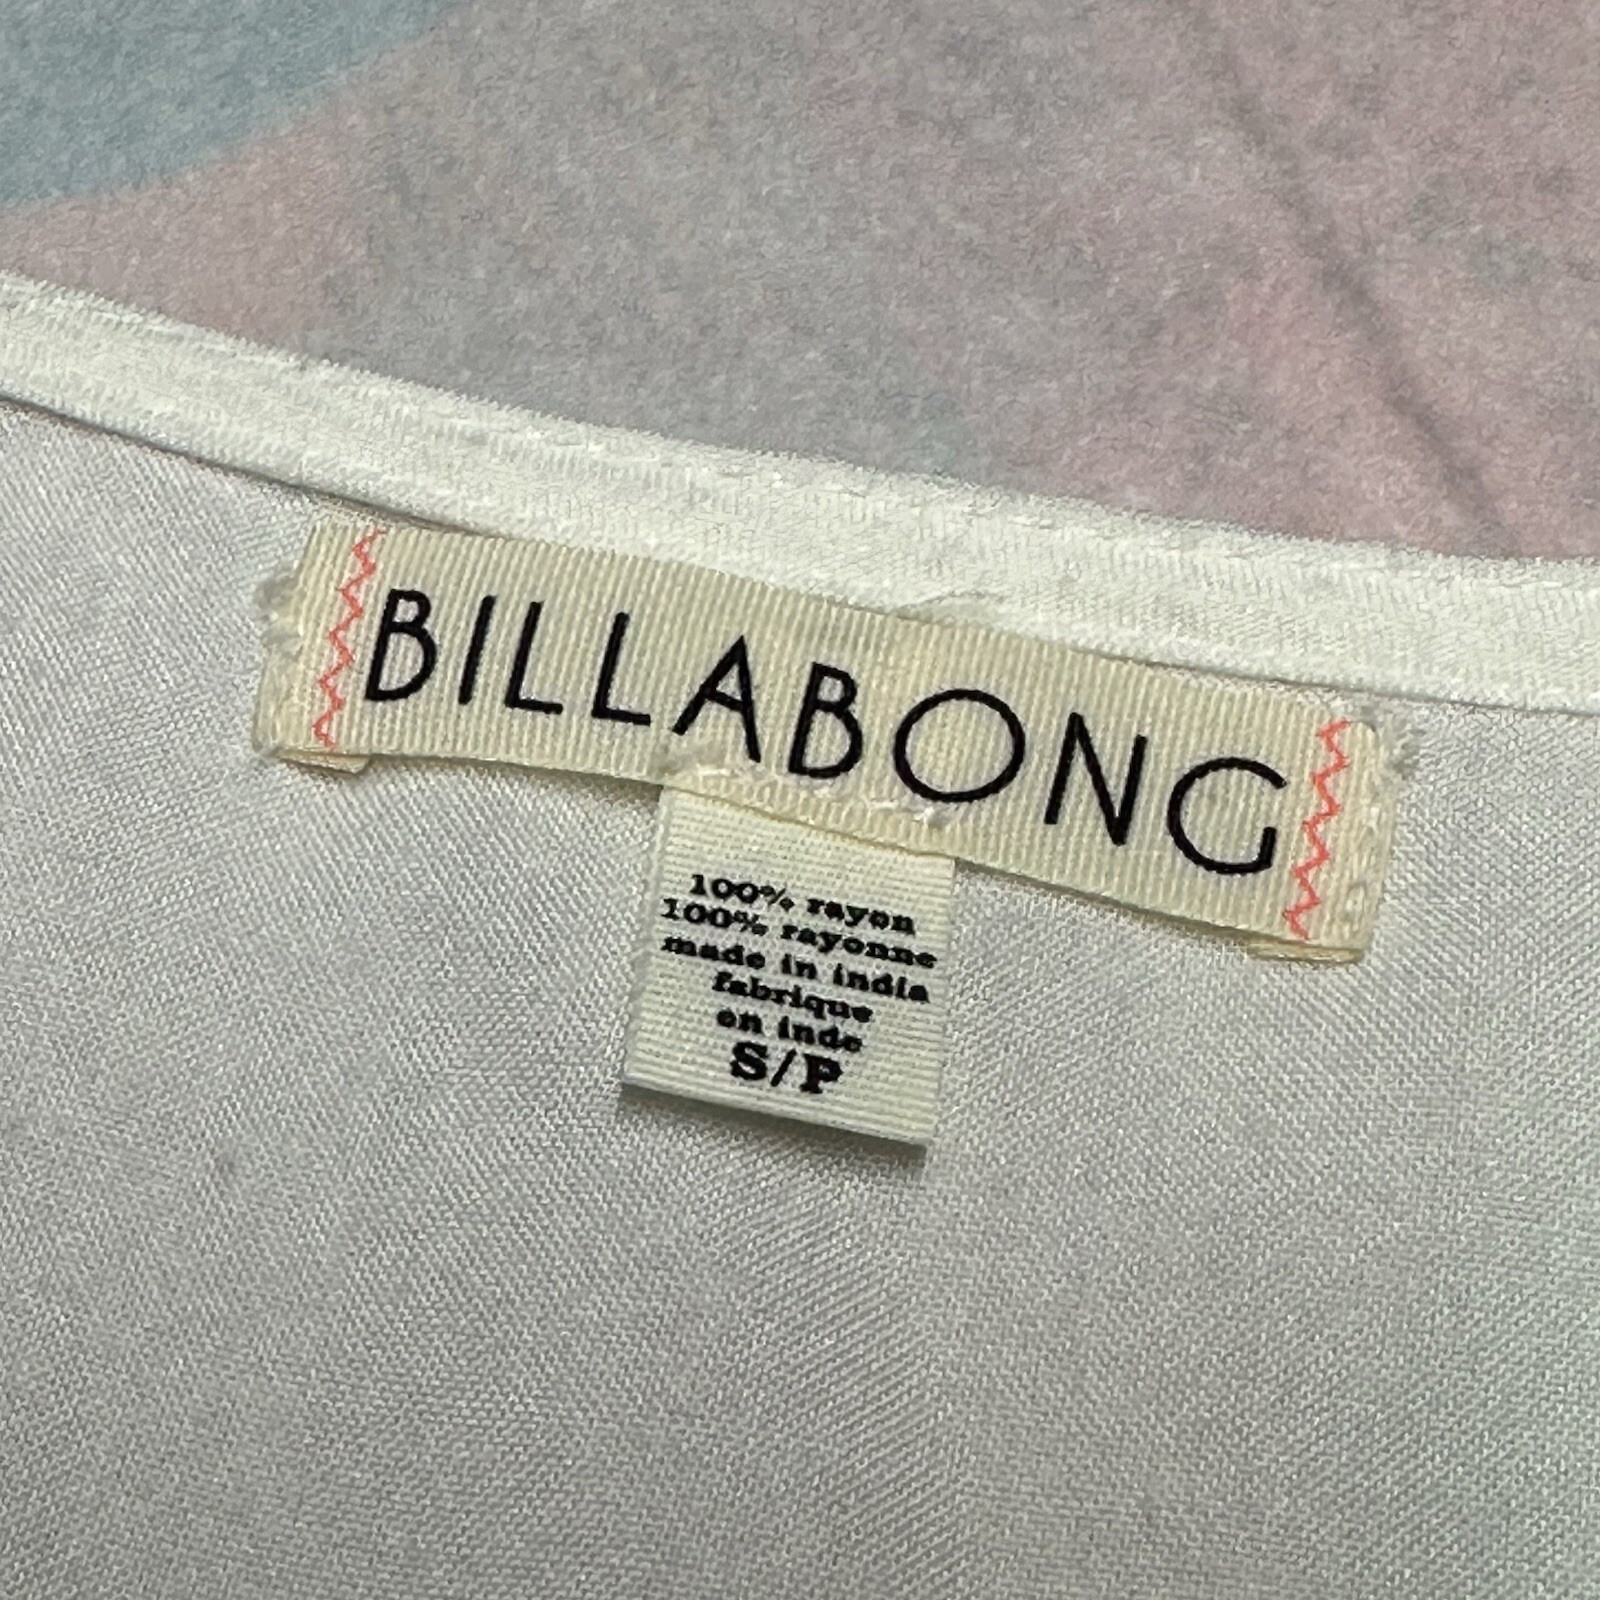 BILLABONG
100% rayon
100% rayonne
made in india
fabrique
en inde
S/P